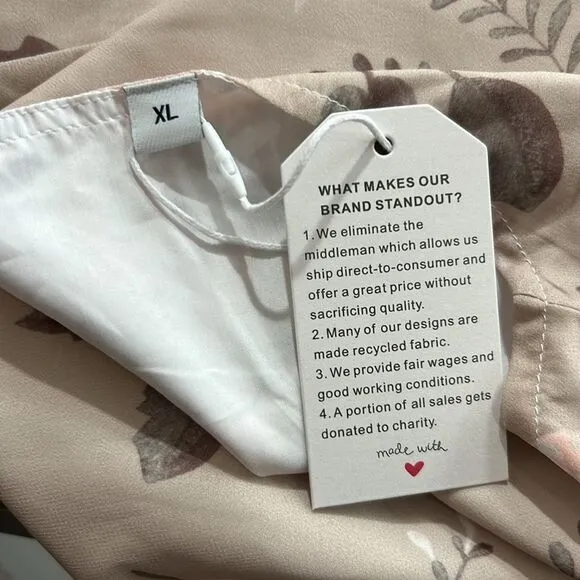 XL
WHAT MAKES OUR
BRAND STANDOUT?
1. We eliminate the
middleman which allows us
ship direct-to-consumer and
offer a great price without
sacrificing quality.
2. Many of our designs are
made recycled fabric.
3. We provide fair wages and
good working conditions.
4. A portion of all sales gets
donated to charity.
made with